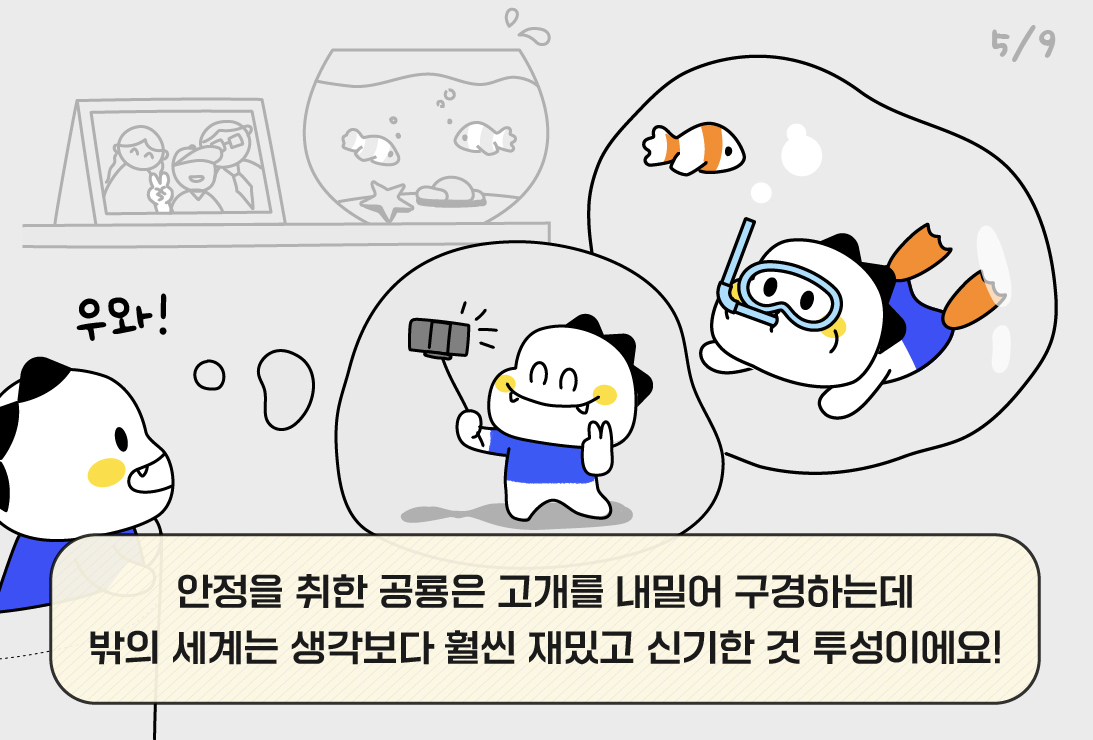 5/9
우와!
안정을 취한 공룡은 고개를 내밀어 구경하는데
밖의 세계는 생각보다 훨씬 재밌고 신기한 것 투성이에요!